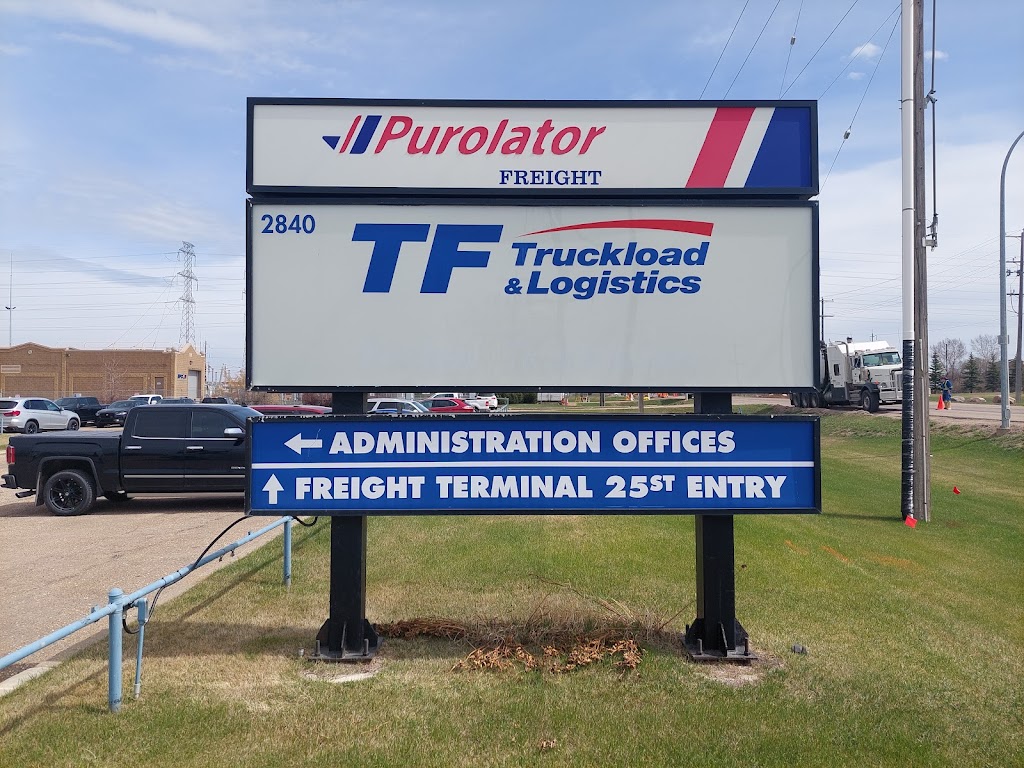 Purolator
FREIGHT
2840
TF Truckload
& Logistics
← ADMINISTRATION OFFICES
↑ FREIGHT TERMINAL 25ST ENTRY